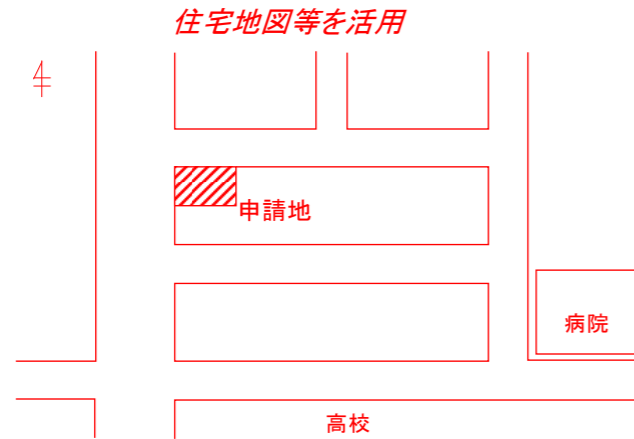 住宅地図等を活用
申請地
病院
高校